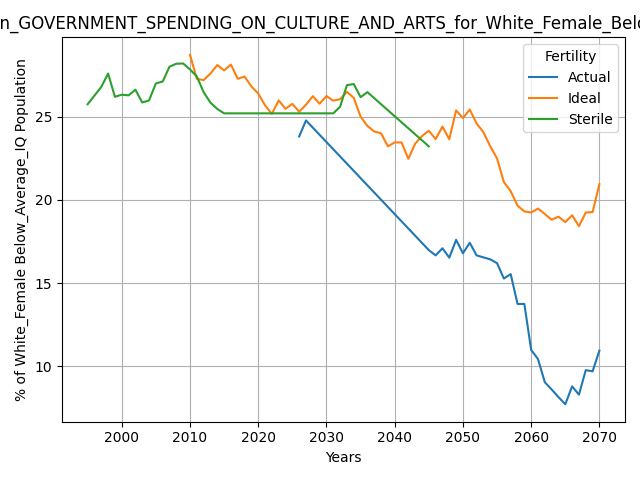 n_GOVERNMENT_SPENDING_ON_CULTURE_AND_ARTS_for_White_Female_Belo
% of White_Female Below_Average_IQ Population
Fertility
Actual
Ideal
Sterile
25
20
15
10
2000 2010 2020 2030 2040 2050 2060 2070
Years